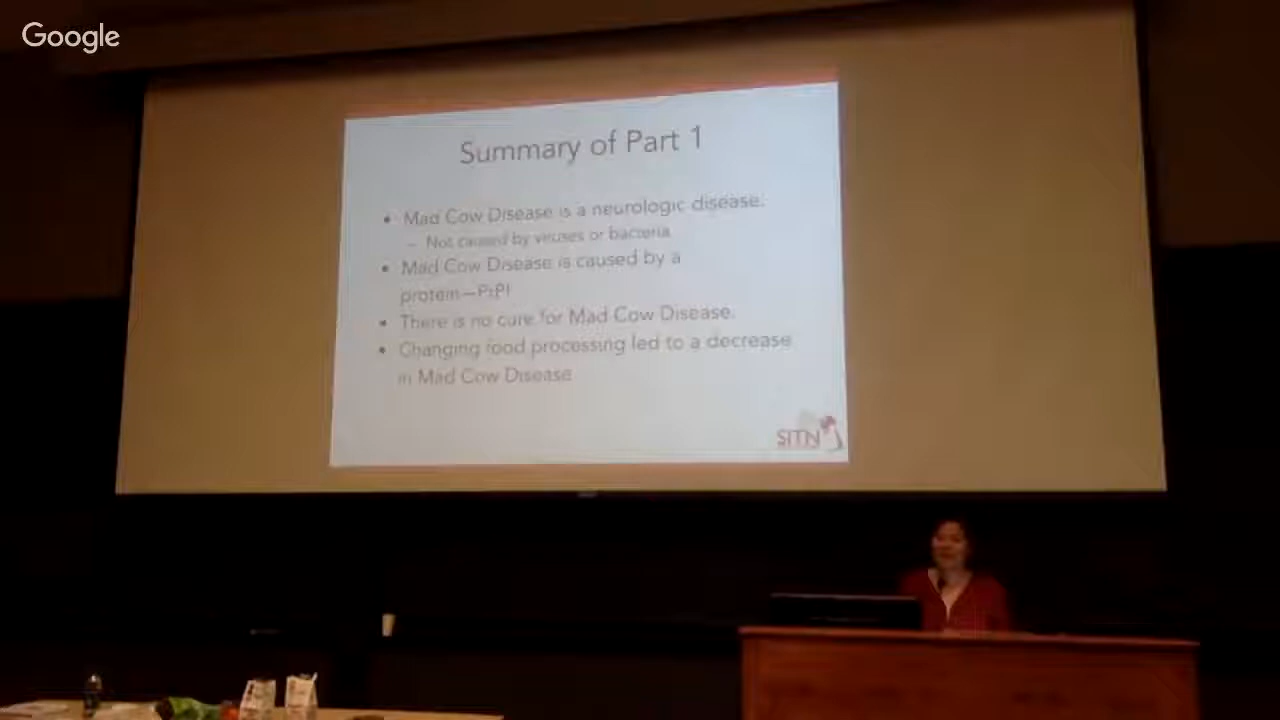 Google
Summary of Part 1
• Mad Cow Disease is a neurologic disease.
– Not caused by viruses or bacteria
• Mad Cow Disease is caused by a
protein—PrP!
• There is no cure for Mad Cow Disease.
• Changing food processing led to a decrease
in Mad Cow Disease
SITN